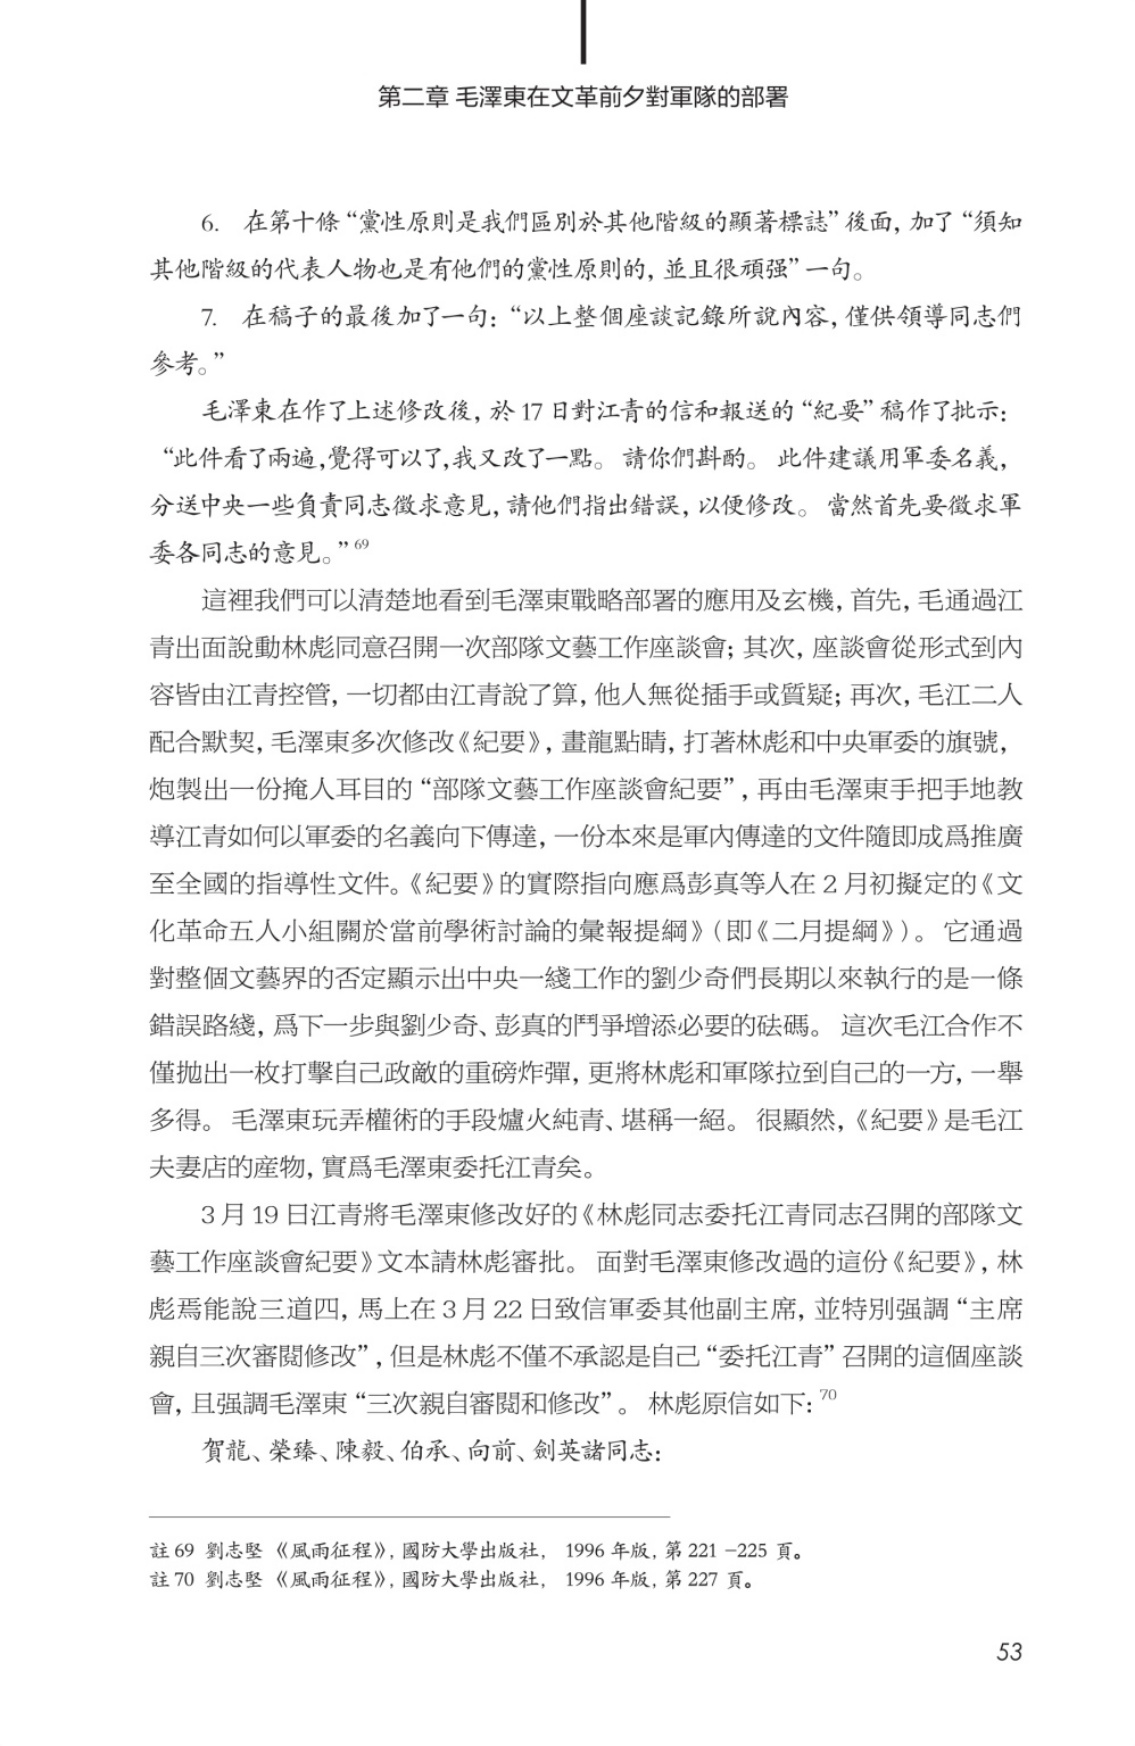 第二章 毛澤東在文革前夕對軍隊的部署
6. 在第十條“黨性原則是我們區別於其他階級的顯著標誌”後面，加了“須知
其他階級的代表人物也是有他們的黨性原則的，並且很頑强”一句。
7. 在稿子的最後加了一句：“以上整個座談記錄所說內容，僅供領導同志們
參考。”
毛澤東在作了上述修改後，於 17 日對江青的信和報送的“紀要”稿作了批示：
“此件看了兩遍，覺得可以了，我又改了一點。請你們斟酌。此件建議用軍委名義，
分送中央一些負責同志徵求意見，請他們指出錯誤，以便修改。當然首先要徵求軍
委各同志的意見。”69
這裡我們可以清楚地看到毛澤東戰略部署的應用及玄機，首先，毛通過江
青出面說動林彪同意召開一次部隊文藝工作座談會；其次，座談會從形式到內
容皆由江青控管，一切都由江青說了算，他人無從插手或質疑；再次，毛江二人
配合默契，毛澤東多次修改《紀要》，畫龍點睛，打著林彪和中央軍委的旗號，
炮製出一份掩人耳目的“部隊文藝工作座談會紀要”，再由毛澤東手把手地教
導江青如何以軍委的名義向下傳達，一份本來是軍內傳達的文件隨即成爲推廣
至全國的指導性文件。《紀要》的實際指向應爲彭真等人在 2 月初擬定的《文
化革命五人小組關於當前學術討論的彙報提綱》（即《二月提綱》）。它通過
對整個文藝界的否定顯示出中央一綫工作的劉少奇們長期以來執行的是一條
錯誤路綫，爲下一步與劉少奇、彭真的鬥爭增添必要的砝碼。這次毛江合作不
僅拋出一枚打擊自己政敵的重磅炸彈，更將林彪和軍隊拉到自己的一方，一舉
多得。毛澤東玩弄權術的手段爐火純青、堪稱一絕。很顯然，《紀要》是毛江
夫妻店的産物，實爲毛澤東委托江青矣。
3 月 19 日江青將毛澤東修改好的《林彪同志委托江青同志召開的部隊文
藝工作座談會紀要》文本請林彪審批。面對毛澤東修改過的這份《紀要》，林
彪焉能說三道四，馬上在 3 月 22 日致信軍委其他副主席，並特別强調“主席
親自三次審閱修改”，但是林彪不僅不承認是自己“委托江青”召開的這個座談
會，且强調毛澤東“三次親自審閱和修改”。林彪原信如下：70
賀龍、榮臻、陳毅、伯承、向前、劍英諸同志：
註 69 劉志堅《風雨征程》，國防大學出版社，1996 年版，第 221 –225 頁。
註 70 劉志堅《風雨征程》，國防大學出版社，1996 年版，第 227 頁。
53